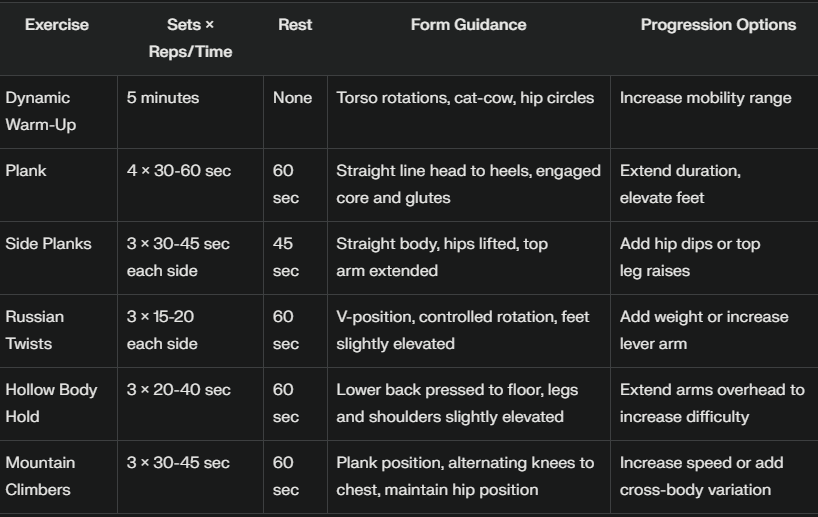 Exercise Sets × Rest Form Guidance Progression Options
Reps/Time
Dynamic 5 minutes None Torso rotations, cat-cow, hip circles Increase mobility range
Warm-Up
Plank 4 × 30-60 sec 60 Straight line head to heels, engaged Extend duration,
sec core and glutes elevate feet
Side Planks 3 × 30-45 sec 45 Straight body, hips lifted, top Add hip dips or top
each side sec arm extended leg raises
Russian 3 × 15-20 60 V-position, controlled rotation, feet Add weight or increase
Twists each side sec slightly elevated lever arm
Hollow Body 3 × 20-40 sec 60 Lower back pressed to floor, legs Extend arms overhead to
Hold sec and shoulders slightly elevated increase difficulty
Mountain 3 × 30-45 sec 60 Plank position, alternating knees to Increase speed or add
Climbers sec chest, maintain hip position cross-body variation